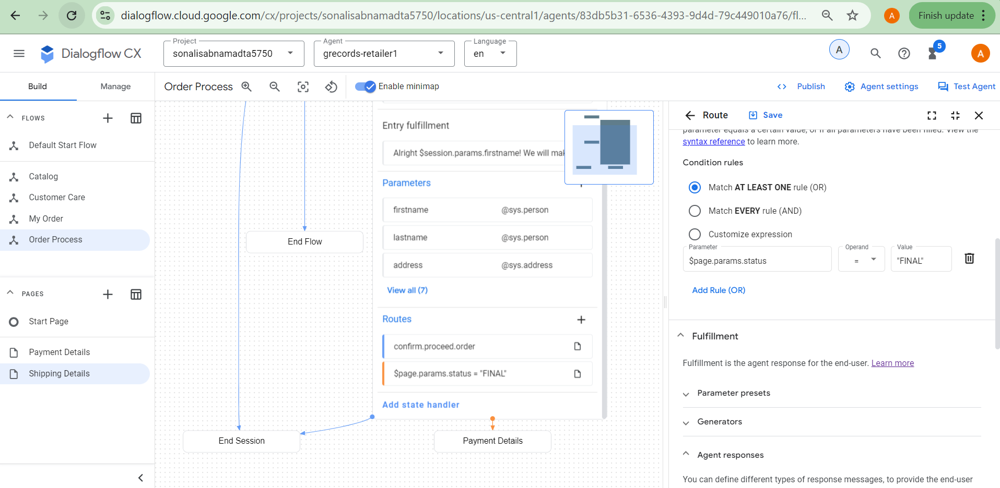 dialogflow.cloud.google.com/cx/projects/sonalisabnamadta5750/locations/us-central1/agents/83db5b31-6536-4393-9d4d-79c449010a76/fl...
A
Finish update
Dialogflow CX
Project
sonalisabnamadta5750
Agent
grecords-retailer1
Language
en
A
5
A
Build
Manage
Order Process
Enable minimap
Publish
Agent settings
Test Agent
FLOWS
Default Start Flow
Catalog
Customer Care
My Order
Order Process
PAGES
Start Page
Payment Details
Shipping Details
Entry fulfillment
Alright $session.params.firstname! We will mak
Parameters
firstname @sys.person
lastname @sys.person
address @sys.address
View all (7)
Routes
confirm.proceed.order
$page.params.status = "FINAL"
Add state handler
End Flow
End Session
Payment Details
Route
Save
parameter equals a certain value, or if all parameters have been filled. View the
syntax reference to learn more.
Condition rules
Match AT LEAST ONE rule (OR)
Match EVERY rule (AND)
Customize expression
Parameter
$page.params.status
Operand
=
Value
"FINAL"
Add Rule (OR)
Fulfillment
Fulfillment is the agent response for the end-user. Learn more
Parameter presets
Generators
Agent responses
You can define different types of response messages, to provide the end-user